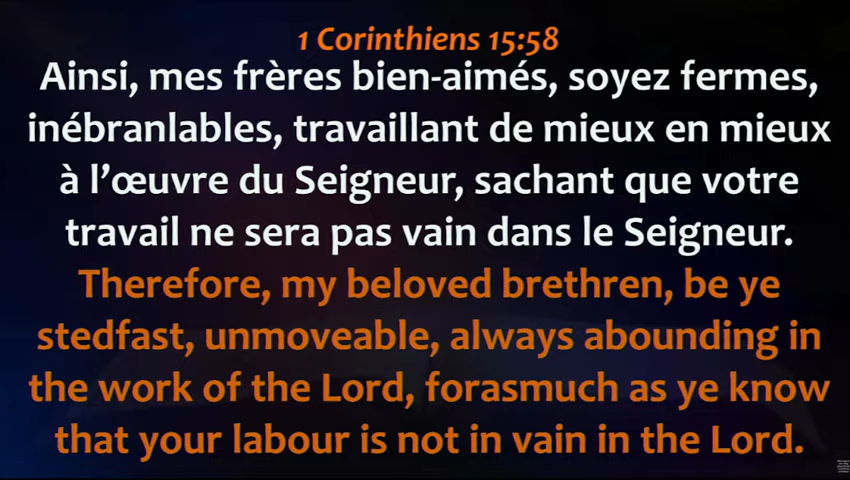 1 Corinthiens 15:58
Ainsi, mes frères bien-aimés, soyez fermes,
inébranlables, travaillant de mieux en mieux
à l’œuvre du Seigneur, sachant que votre
travail ne sera pas vain dans le Seigneur.
Therefore, my beloved brethren, be ye
stedfast, unmoveable, always abounding in
the work of the Lord, forasmuch as ye know
that your labour is not in vain in the Lord.